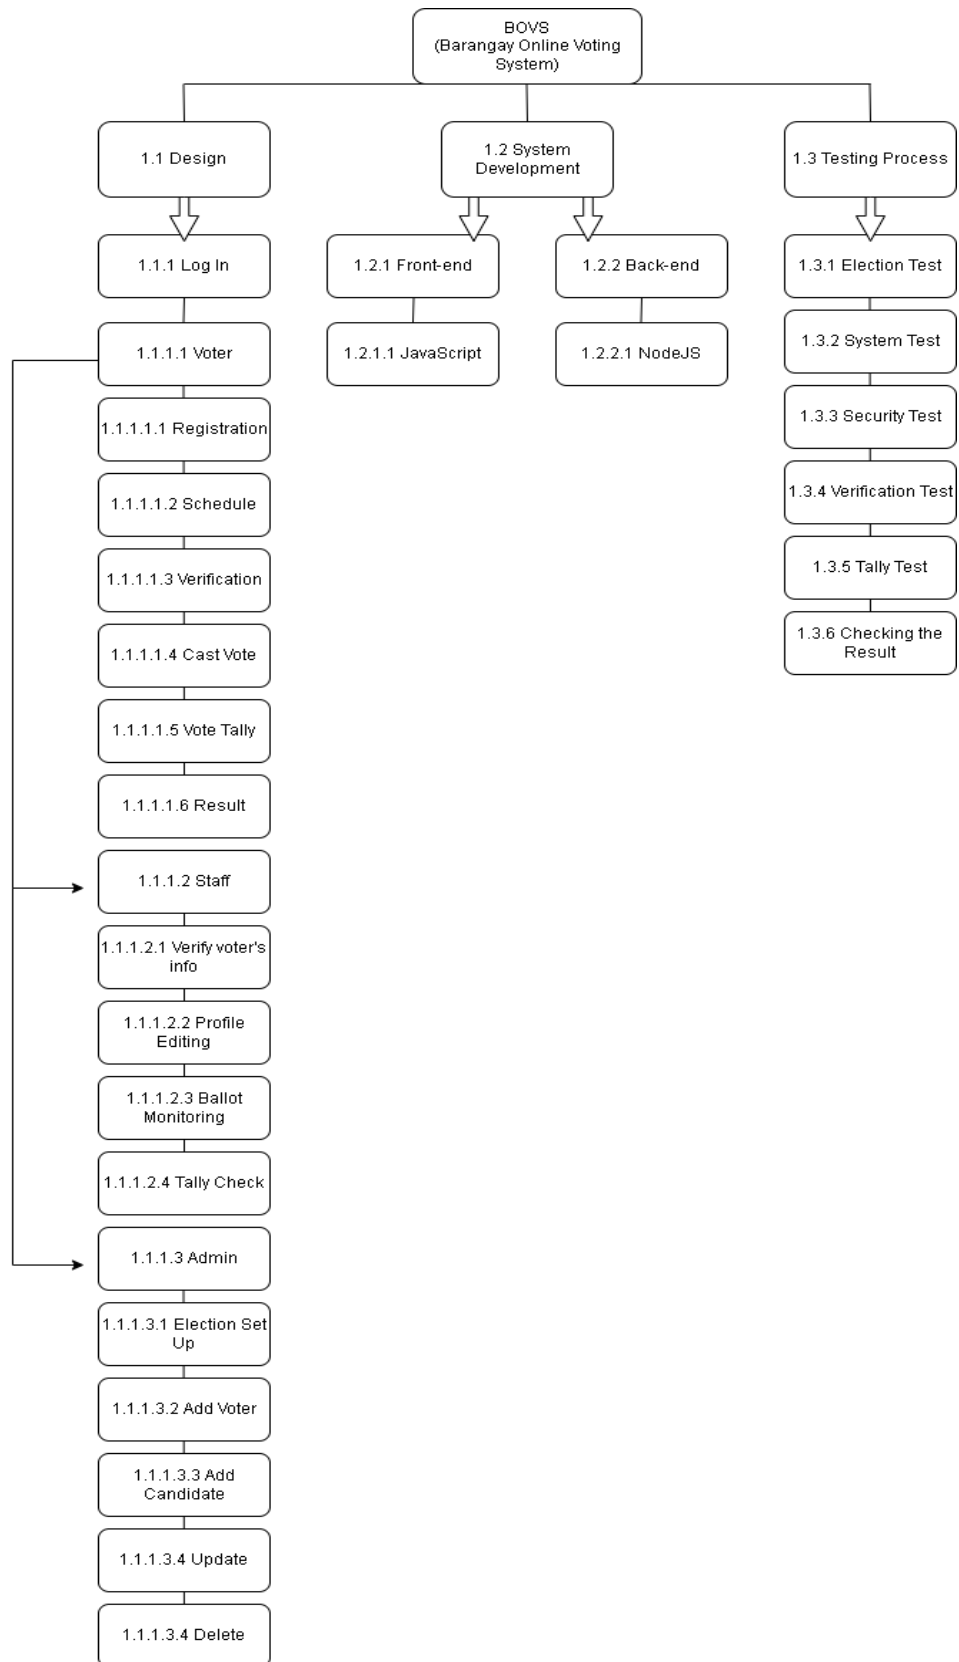 BOVS
(Barangay Online Voting
System)
1.1 Design
1.2 System
Development
1.3 Testing Process
1.1.1 Log In
1.2.1 Front-end
1.2.2 Back-end
1.3.1 Election Test
1.1.1.1 Voter
1.2.1.1 JavaScript
1.2.2.1 NodeJS
1.3.2 System Test
1.1.1.1.1 Registration
1.3.3 Security Test
1.1.1.1.2 Schedule
1.3.4 Verification Test
1.1.1.1.3 Verification
1.3.5 Tally Test
1.1.1.1.4 Cast Vote
1.3.6 Checking the
Result
1.1.1.1.5 Vote Tally
1.1.1.1.6 Result
1.1.1.2 Staff
1.1.1.2.1 Verify voter's
info
1.1.1.2.2 Profile
Editing
1.1.1.2.3 Ballot
Monitoring
1.1.1.2.4 Tally Check
1.1.1.3 Admin
1.1.1.3.1 Election Set
Up
1.1.1.3.2 Add Voter
1.1.1.3.3 Add
Candidate
1.1.1.3.4 Update
1.1.1.3.4 Delete